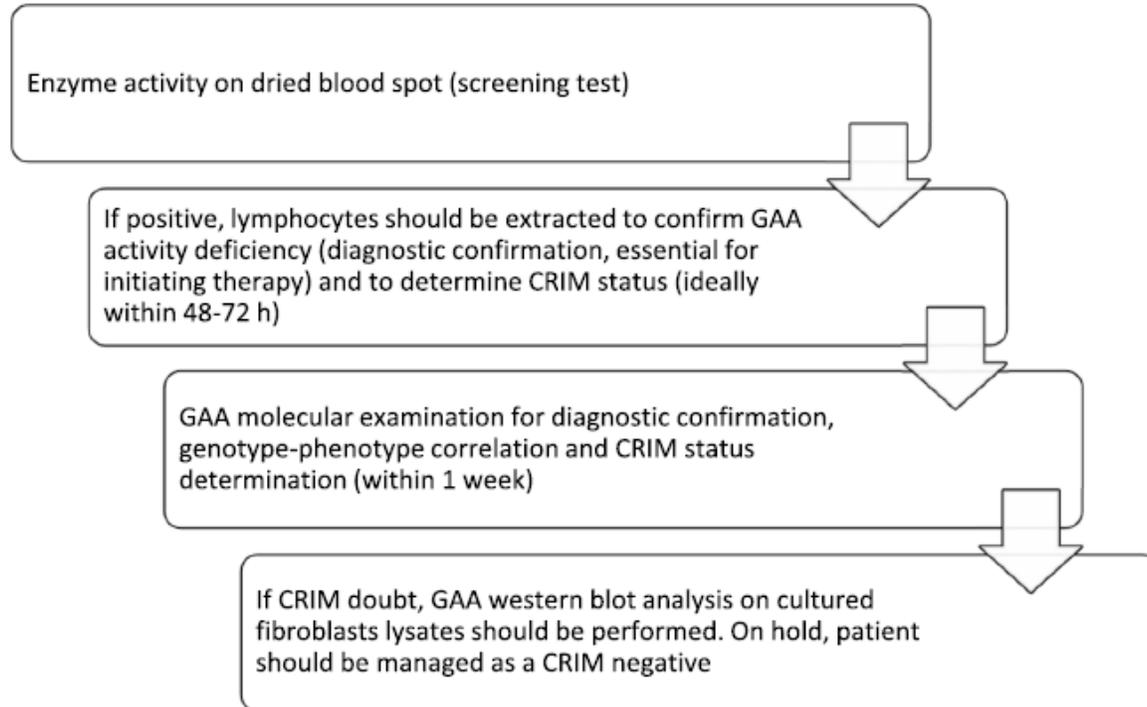 Enzyme activity on dried blood spot (screening test)
If positive, lymphocytes should be extracted to confirm GAA
activity deficiency (diagnostic confirmation, essential for
initiating therapy) and to determine CRIM status (ideally
within 48-72 h)
GAA molecular examination for diagnostic confirmation,
genotype-phenotype correlation and CRIM status
determination (within 1 week)
If CRIM doubt, GAA western blot analysis on cultured
fibroblasts lysates should be performed. On hold, patient
should be managed as a CRIM negative